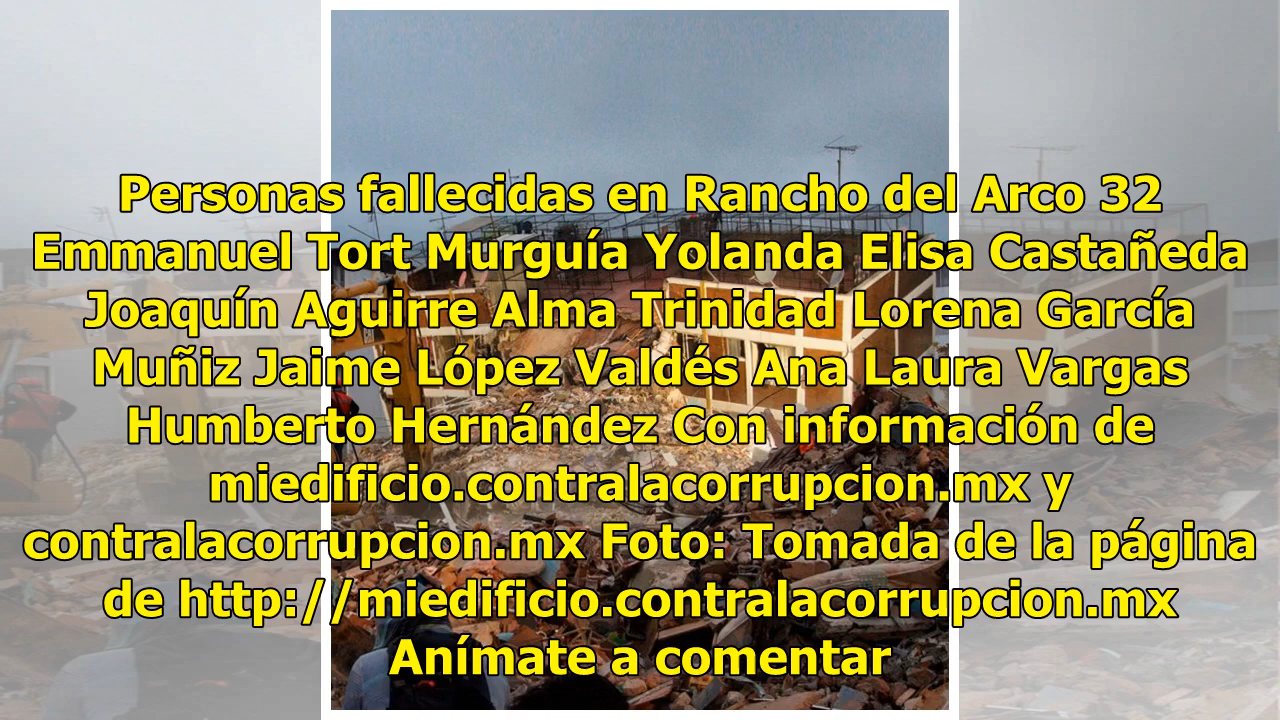 Personas fallecidas en Rancho del Arco 32
Emmanuel Tort Murguía Yolanda Elisa Castañeda
Joaquín Aguirre Alma Trinidad Lorena García
Muñiz Jaime López Valdés Ana Laura Vargas
Humberto Hernández Con información de
miedificio.contralacorrupcion.mx y
contralacorrupcion.mx Foto: Tomada de la página
de http://miedificio.contralacorrupcion.mx
Anímate a comentar